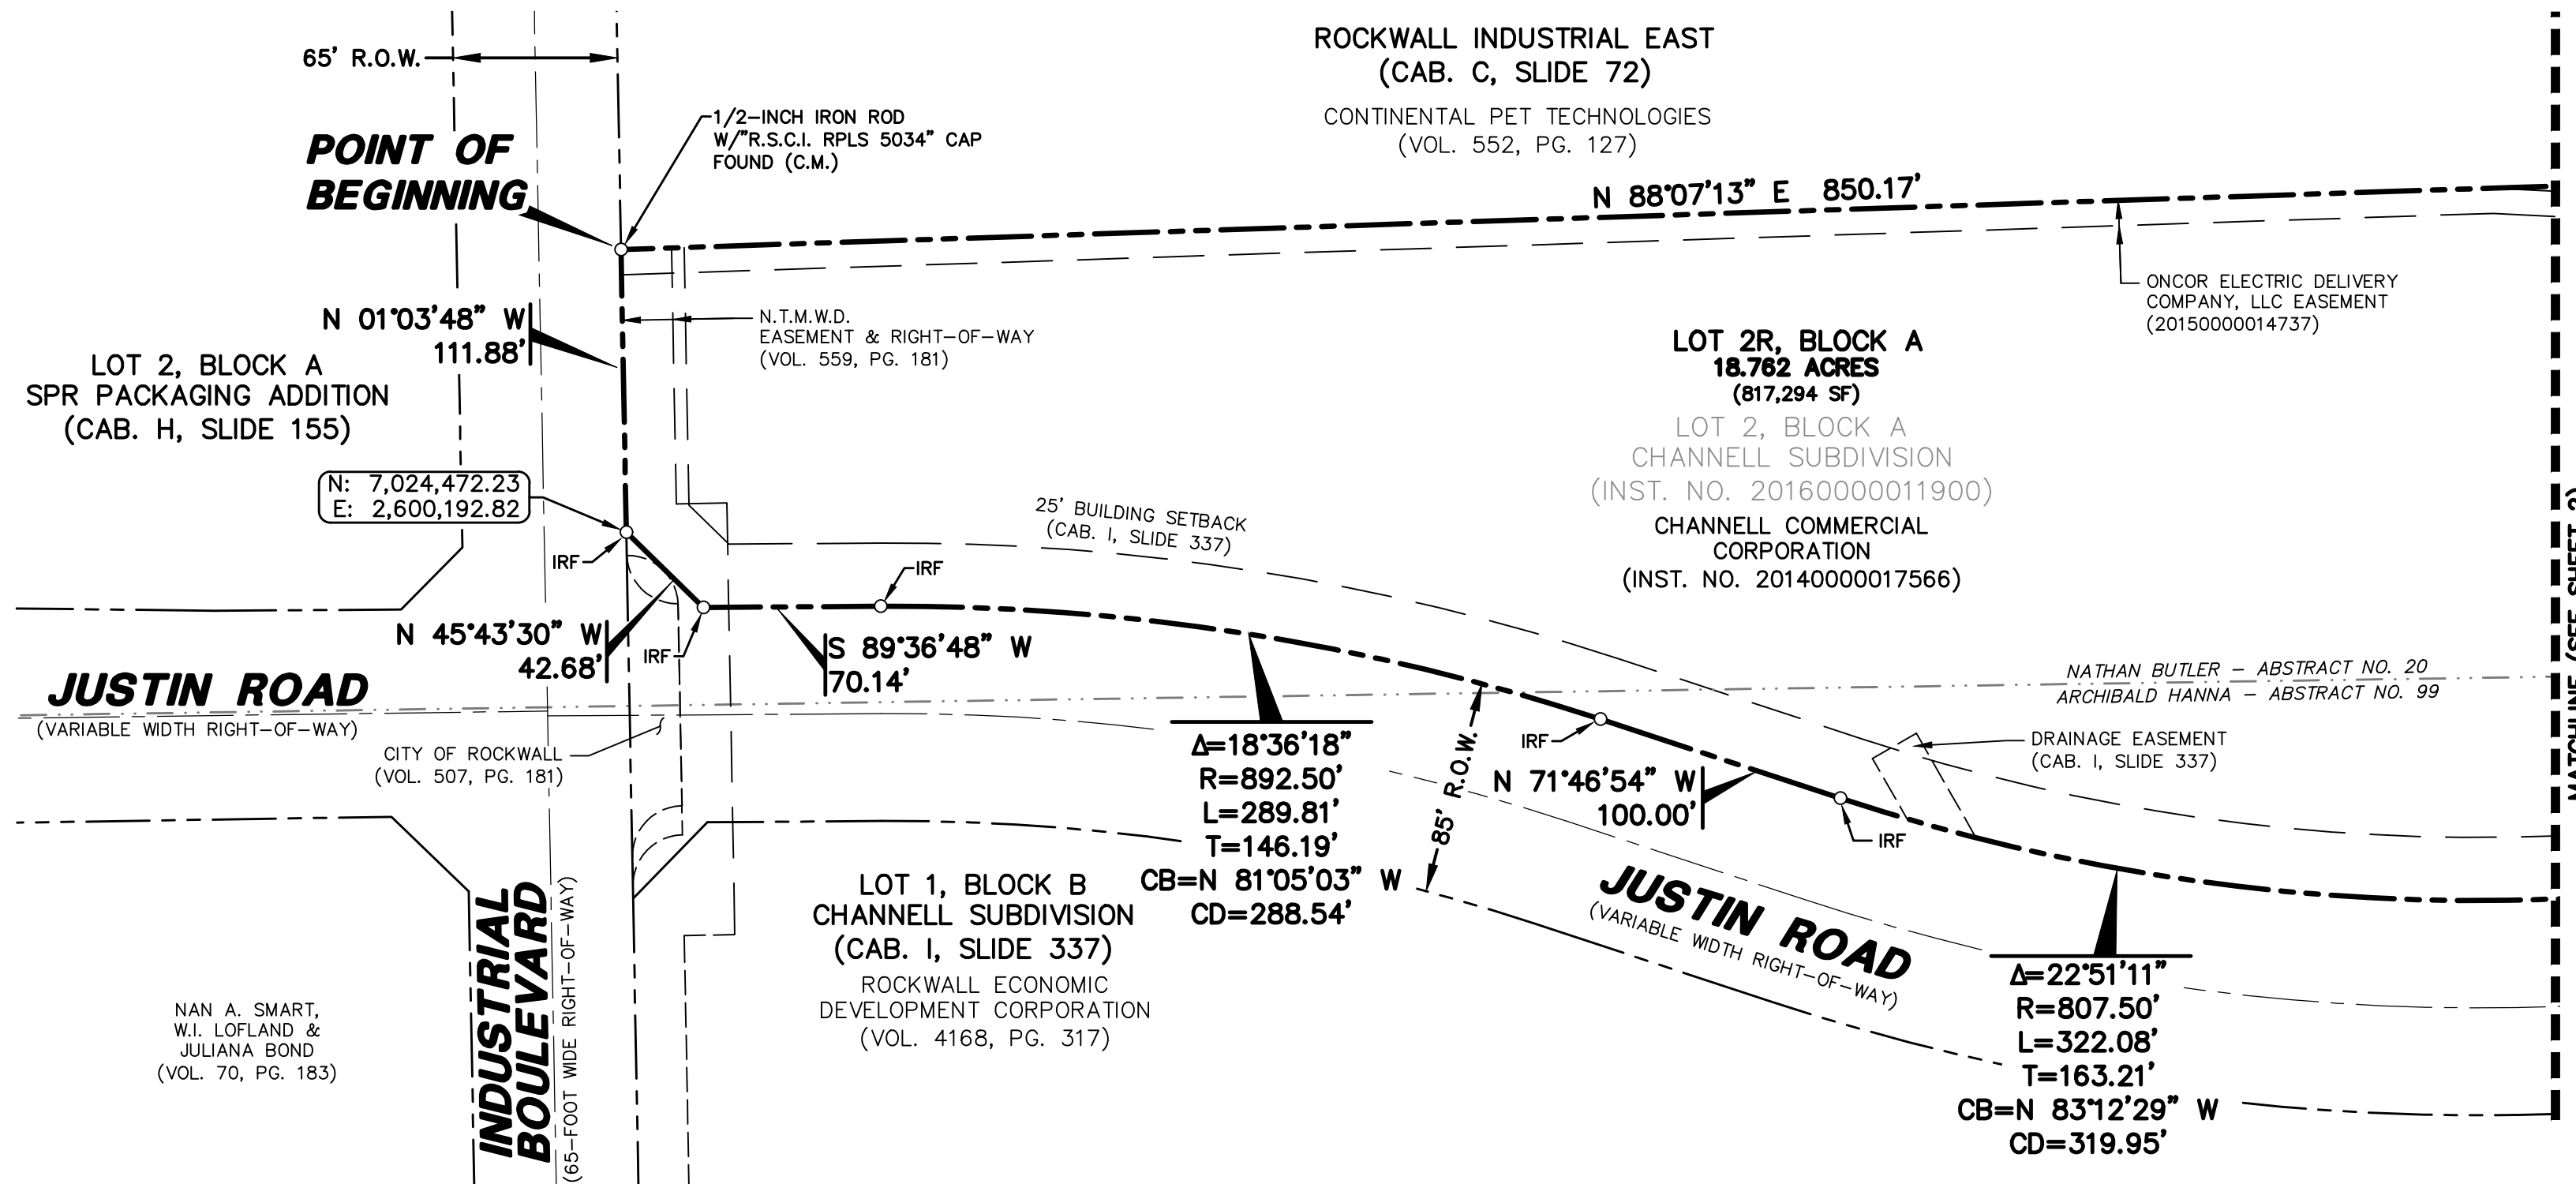 65' R.O.W.
ROCKWALL INDUSTRIAL EAST
(CAB. C, SLIDE 72)
CONTINENTAL PET TECHNOLOGIES
(VOL. 552, PG. 127)
1/2-INCH IRON ROD
W/"R.S.C.I. RPLS 5034" CAP
FOUND (C.M.)
POINT OF
BEGINNING
N 88°07'13" E 850.17'
ONCOR ELECTRIC DELIVERY
COMPANY, LLC EASEMENT
(20150000014737)
N 01°03'48" W
111.88'
N.T.M.W.D.
EASEMENT & RIGHT-OF-WAY
(VOL. 559, PG. 181)
LOT 2, BLOCK A
SPR PACKAGING ADDITION
(CAB. H, SLIDE 155)
LOT 2R, BLOCK A
18.762 ACRES
(817,294 SF)
LOT 2, BLOCK A
CHANNELL SUBDIVISION
(INST. NO. 20160000011900)
CHANNELL COMMERCIAL
CORPORATION
(INST. NO. 20140000017566)
N: 7,024,472.23
E: 2,600,192.82
25' BUILDING SETBACK
(CAB. I, SLIDE 337)
IRF
IRF
IRF
N 45°43'30" W
42.68'
S 89°36'48" W
70.14'
JUSTIN ROAD
(VARIABLE WIDTH RIGHT-OF-WAY)
CITY OF ROCKWALL
(VOL. 507, PG. 181)
NATHAN BUTLER - ABSTRACT NO. 20
ARCHIBALD HANNA - ABSTRACT NO. 99
MATCHLINE (SEE SHEET 2)
DRAINAGE EASEMENT
(CAB. I, SLIDE 337)
Δ=18°36'18"
R=892.50'
L=289.81'
T=146.19'
CB=N 81°05'03" W
CD=288.54'
85' R.O.W.
IRF
N 71°46'54" W
100.00'
IRF
JUSTIN ROAD
(VARIABLE WIDTH RIGHT-OF-WAY)
LOT 1, BLOCK B
CHANNELL SUBDIVISION
(CAB. I, SLIDE 337)
ROCKWALL ECONOMIC
DEVELOPMENT CORPORATION
(VOL. 4168, PG. 317)
INDUSTRIAL
BOULEVARD
(65-FOOT WIDE RIGHT-OF-WAY)
NAN A. SMART,
W.I. LOFLAND &
JULIANA BOND
(VOL. 70, PG. 183)
Δ=22°51'11"
R=807.50'
L=322.08'
T=163.21'
CB=N 83°12'29" W
CD=319.95'